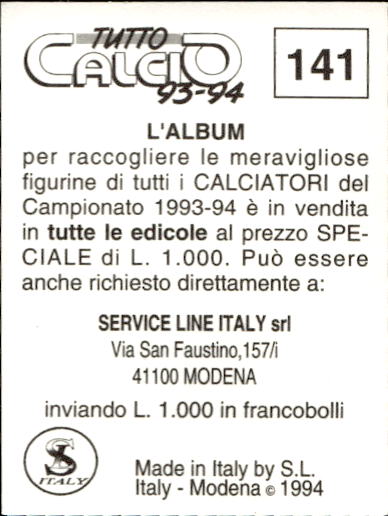 TUTTO
CALCIO
93-94
141
L'ALBUM
per raccogliere le meravigliose
figurine di tutti i CALCIATORI del
Campionato 1993-94 è in vendita
in tutte le edicole al prezzo SPE-
CIALE di L. 1.000. Può essere
anche richiesto direttamente a:
SERVICE LINE ITALY srl
Via San Faustino,157/i
41100 MODENA
inviando L. 1.000 in francobolli
SL
ITALY
Made in Italy by S.L.
Italy - Modena © 1994